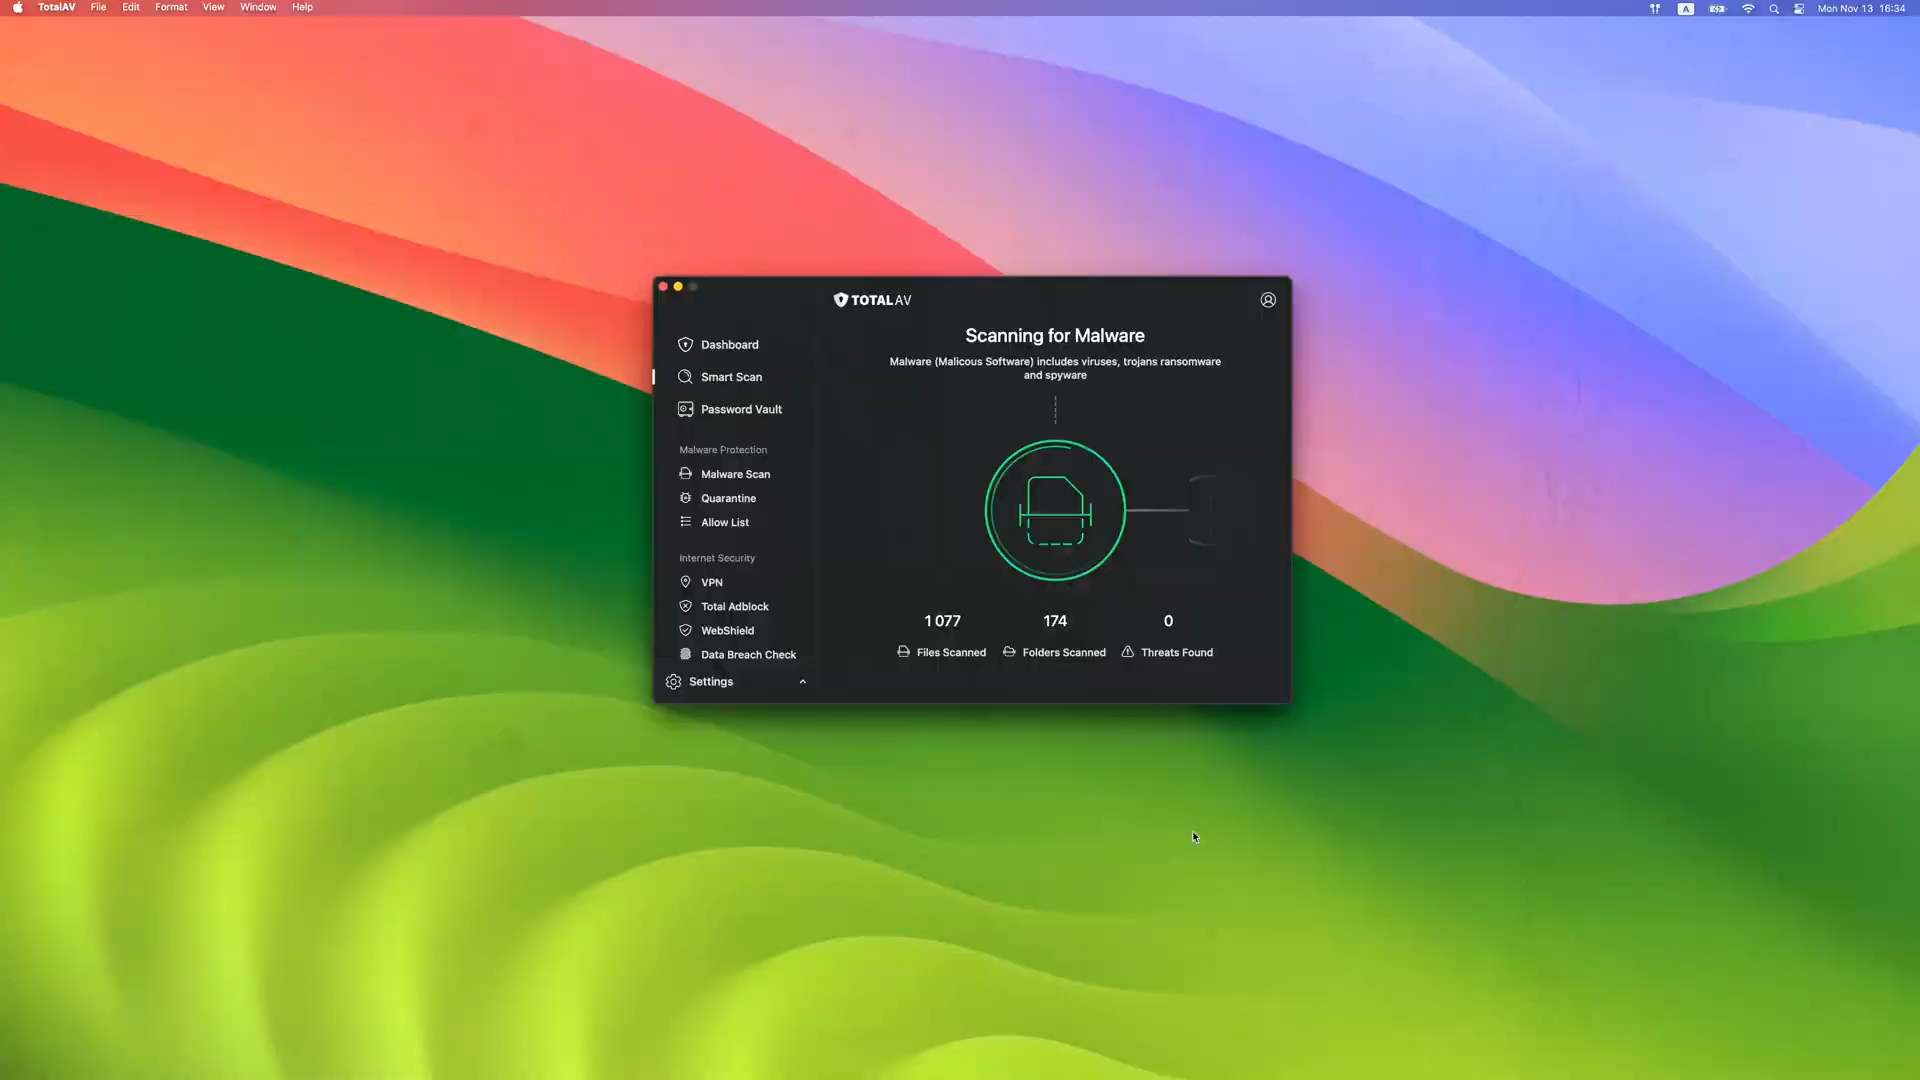 TotalAV File Edit Format View Window Help
A Mon Nov 13 16:34
TOTALAV
Dashboard
Smart Scan
Password Vault
Malware Protection
Malware Scan
Quarantine
Allow List
Internet Security
VPN
Total Adblock
WebShield
Data Breach Check
Settings
Scanning for Malware
Malware (Malicous Software) includes viruses, trojans ransomware
and spyware
1 077 174 0
Files Scanned Folders Scanned Threats Found